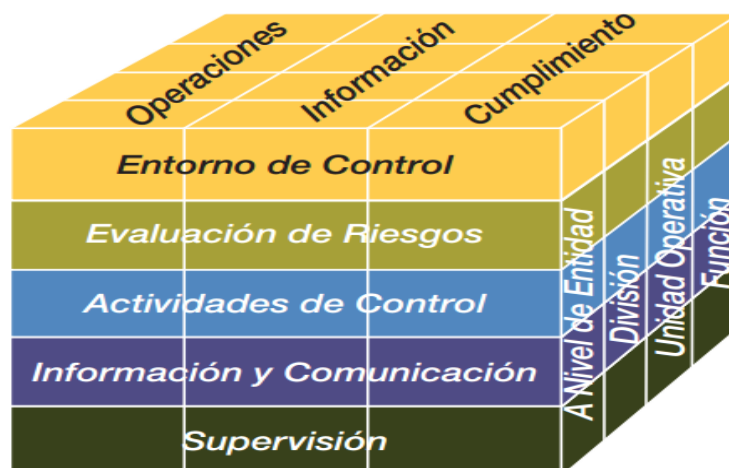 Operaciones
Información
Cumplimiento
Entorno de Control
Evaluación de Riesgos
Actividades de Control
Información y Comunicación
Supervisión
A Nivel de Entidad
División
Unidad Operativa
Función